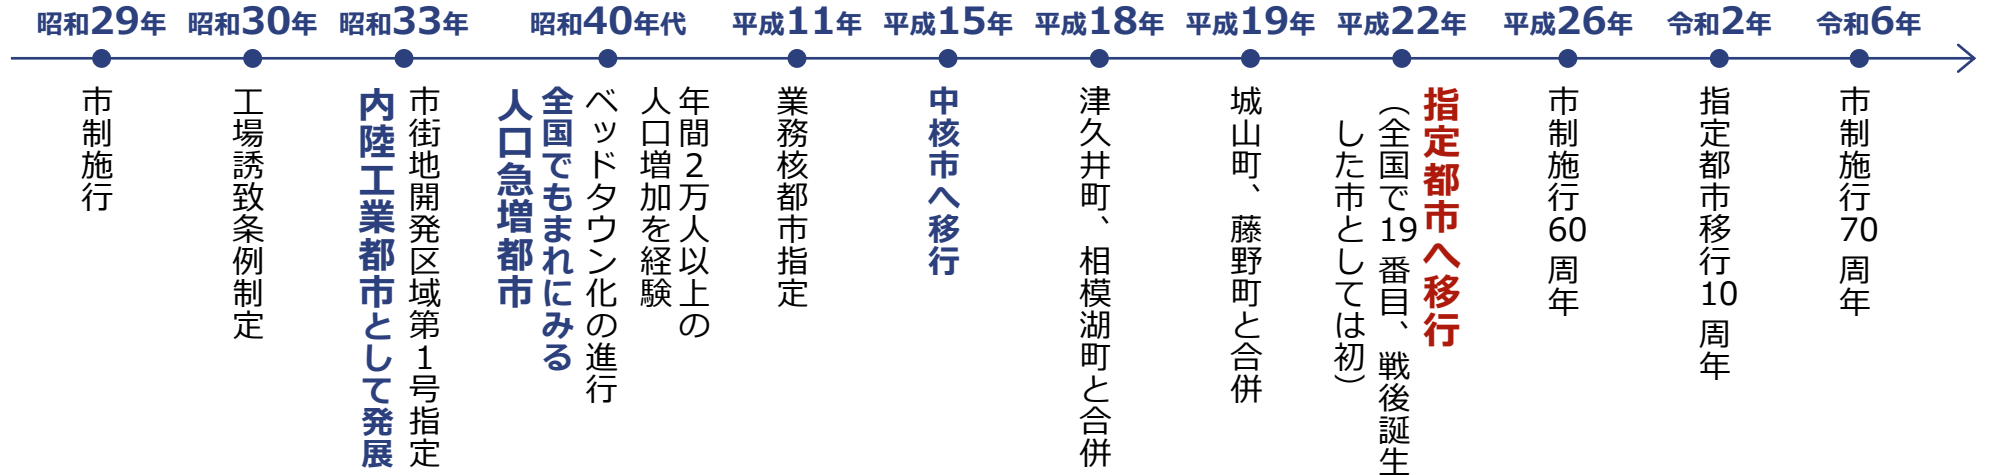 昭和29年
市制施行
昭和30年
工場誘致条例制定
昭和33年
市街地開発区域第1号指定
内陸工業都市として発展
昭和40年代
年間2万人以上の
人口増加を経験
ベッドタウン化の進行
全国でもまれにみる
人口急増都市
平成11年
業務核都市指定
平成15年
中核市へ移行
平成18年
津久井町、相模湖町と合併
平成19年
城山町、藤野町と合併
平成22年
指定都市へ移行
（全国で19番目、戦後誕生
した市としては初）
平成26年
市制施行60周年
令和2年
指定都市移行10周年
令和6年
市制施行70周年